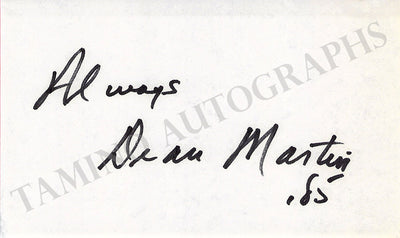 Always
Dean Martin
.85
TAMINO AUTOGRAPHS